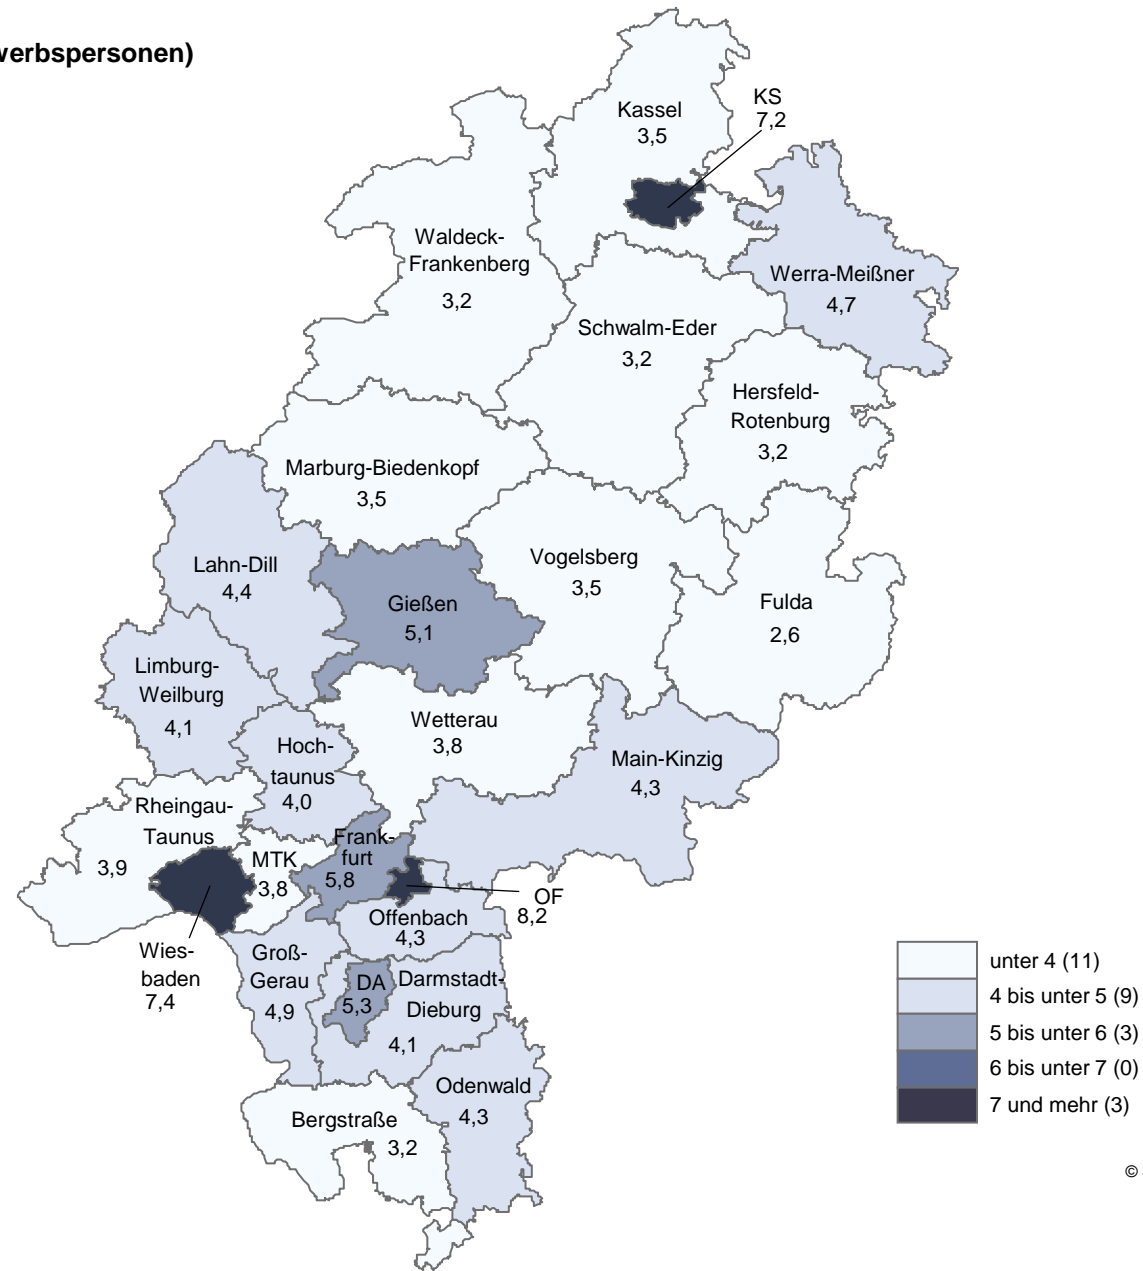 werbspersonen)
KS
7,2
Kassel
3,5
Waldeck-
Frankenberg
3,2
Werra-Meißner
4,7
Schwalm-Eder
3,2
Hersfeld-
Rotenburg
3,2
Marburg-Biedenkopf
3,5
Lahn-Dill
4,4
Vogelsberg
3,5
Gießen
5,1
Fulda
2,6
Limburg-
Weilburg
4,1
Wetterau
3,8
Hoch-
taunus
4,0
Main-Kinzig
4,3
Rheingau-
Taunus
3,9
Frank-
furt
5,8
MTK
3,8
OF
8,2
Offenbach
4,3
Wies-
baden
7,4
Groß-
Gerau
4,9
DA
5,3
Darmstadt-
Dieburg
4,1
Odenwald
4,3
Bergstraße
3,2
unter 4 (11)
4 bis unter 5 (9)
5 bis unter 6 (3)
6 bis unter 7 (0)
7 und mehr (3)
©